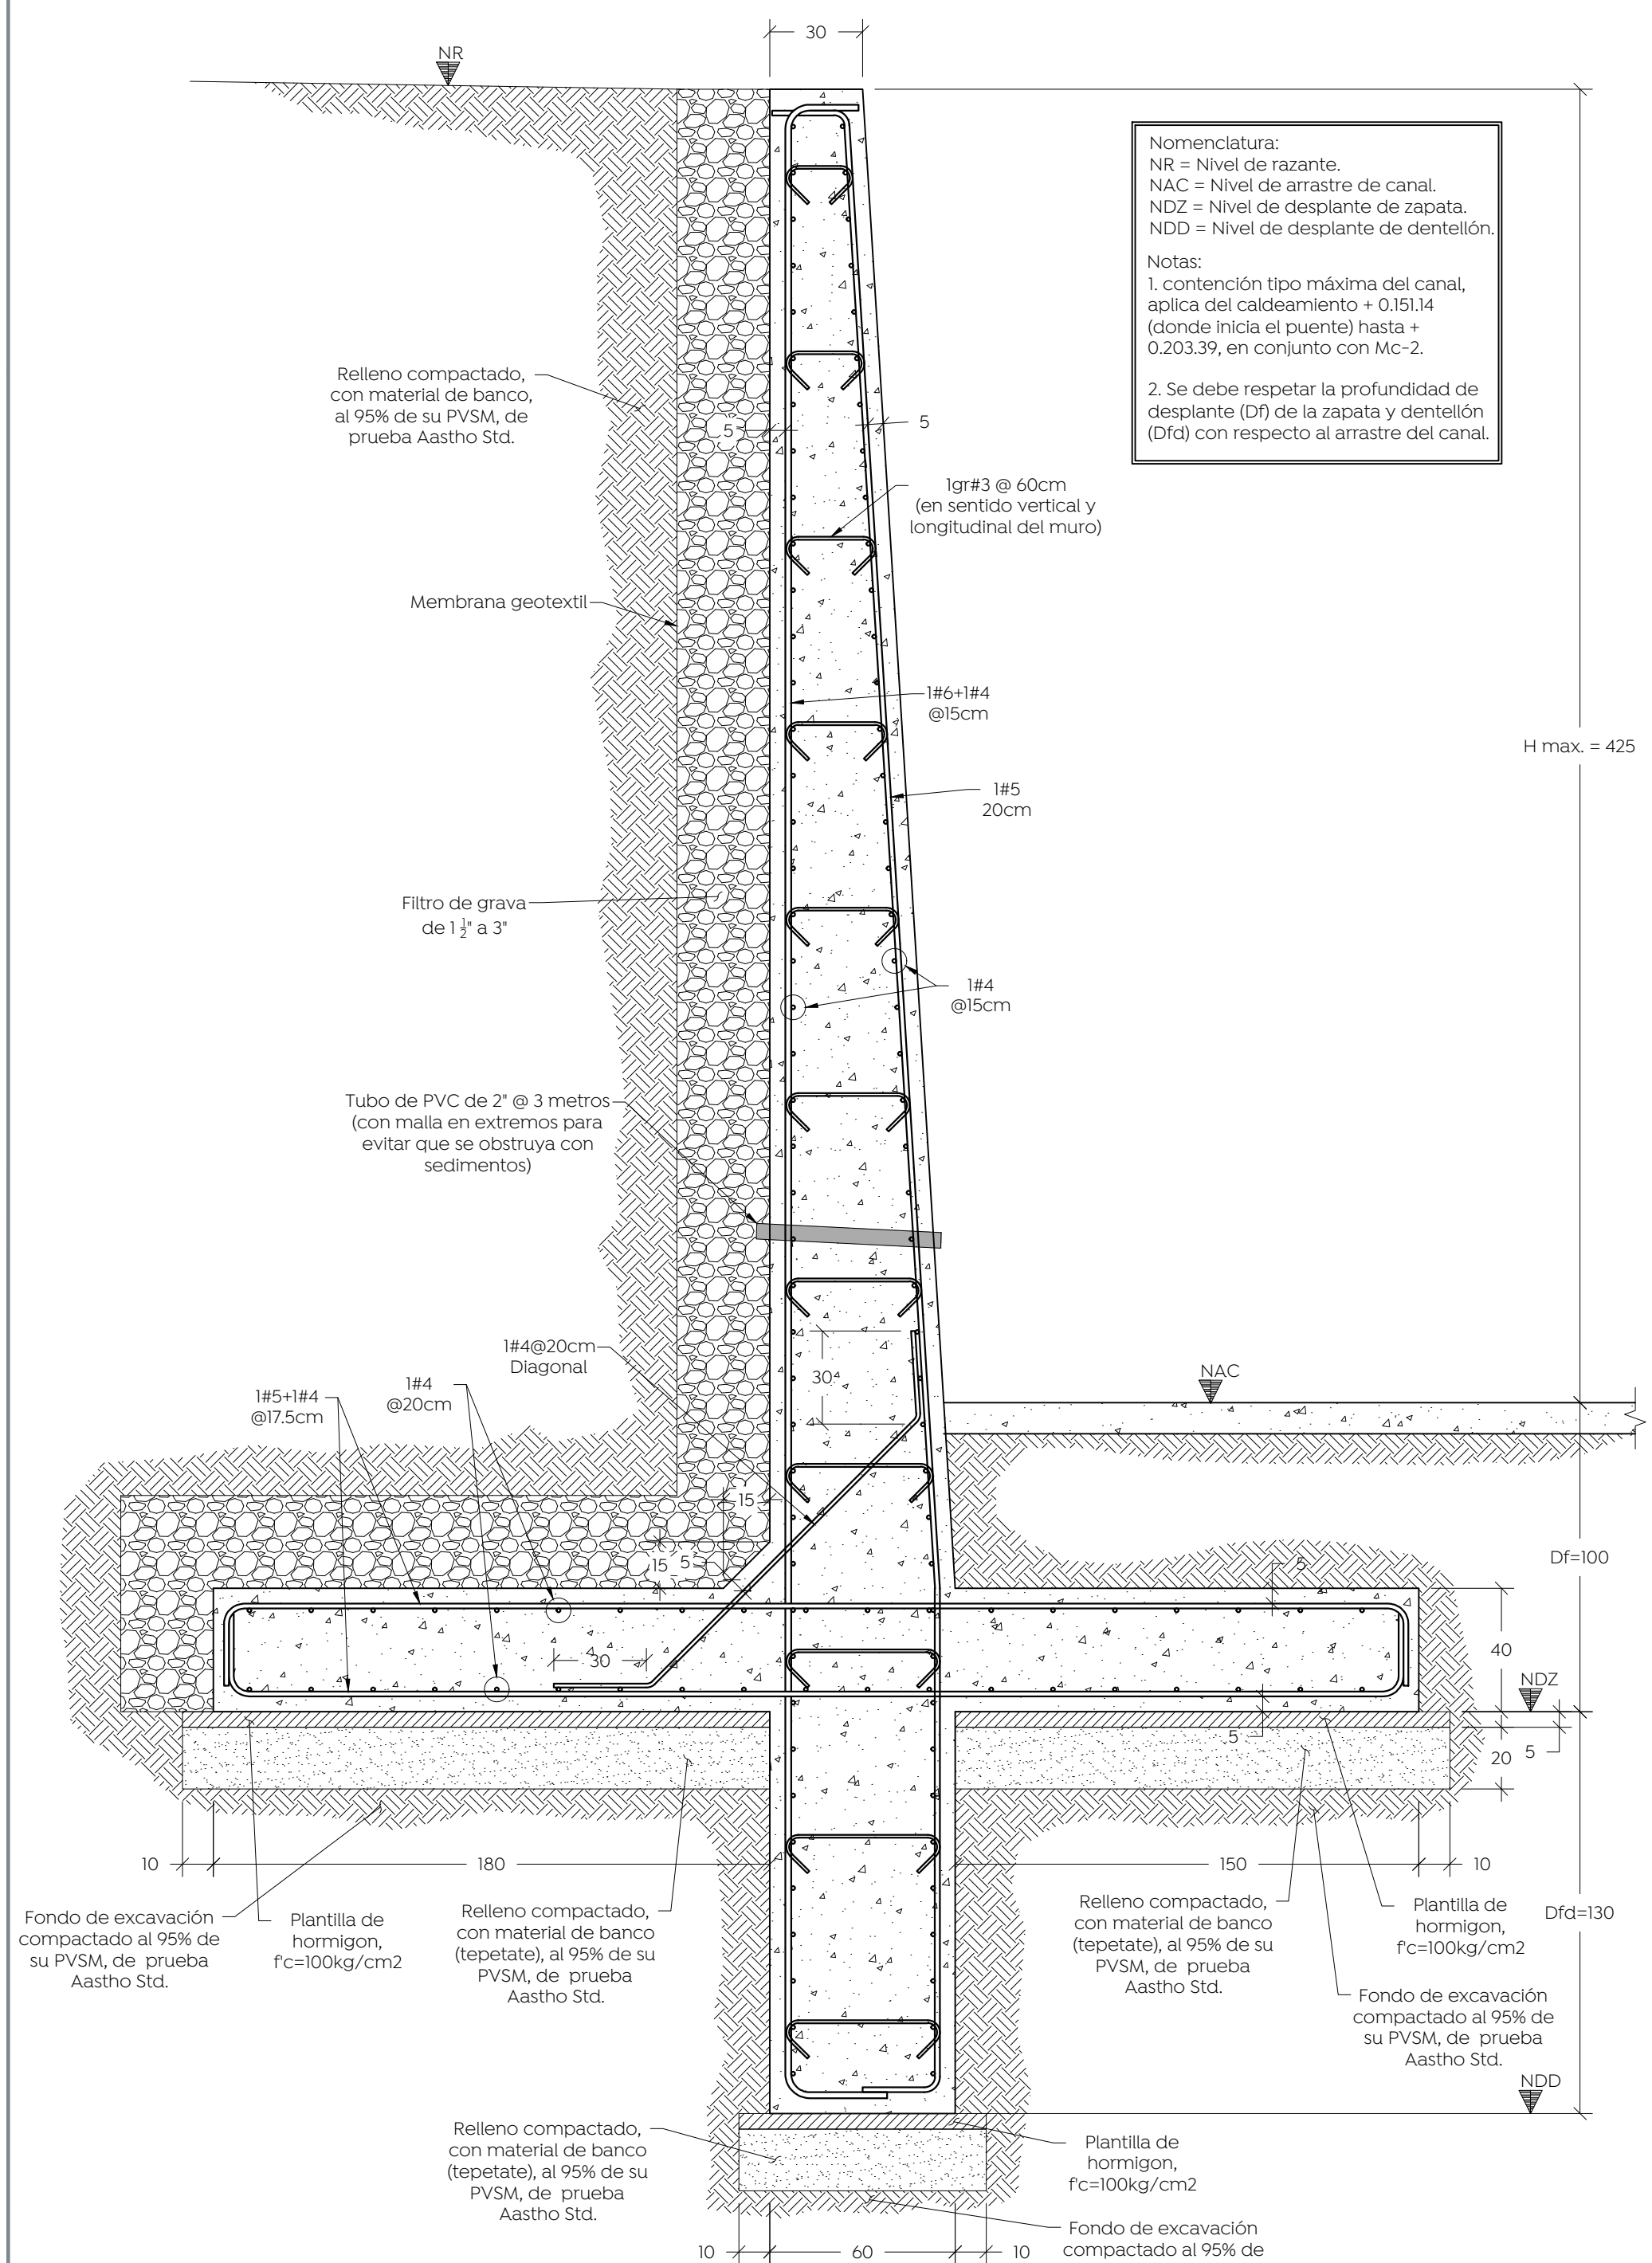 30
NR
Nomenclatura:
NR = Nivel de razante.
NAC = Nivel de arrastre de canal.
NDZ = Nivel de desplante de zapata.
NDD = Nivel de desplante de dentellón.
Notas:
1. contención tipo máxima del canal,
aplica del caldeamiento + 0.151.14
(donde inicia el puente) hasta +
0.203.39, en conjunto con Mc-2.
2. Se debe respetar la profundidad de
desplante (Df) de la zapata y dentellón
(Dfd) con respecto al arrastre del canal.
Relleno compactado,
con material de banco,
al 95% de su PVSM, de
prueba Aastho Std.
5
5
1gr#3 @ 60cm
(en sentido vertical y
longitudinal del muro)
Membrana geotextil
1#6+1#4
@15cm
H max. = 425
1#5
20cm
Filtro de grava
de 1 1/2" a 3"
1#4
@15cm
Tubo de PVC de 2" @ 3 metros
(con malla en extremos para
evitar que se obstruya con
sedimentos)
1#4@20cm
Diagonal
30
NAC
1#5+1#4
@17.5cm
1#4
@20cm
15
15
5
5
Df=100
30
40
NDZ
5
20
5
10
180
150
10
Fondo de excavación
compactado al 95% de
su PVSM, de prueba
Aastho Std.
Plantilla de
hormigon,
f'c=100kg/cm2
Relleno compactado,
con material de banco
(tepetate), al 95% de su
PVSM, de prueba
Aastho Std.
Relleno compactado,
con material de banco
(tepetate), al 95% de su
PVSM, de prueba
Aastho Std.
Plantilla de
hormigon,
f'c=100kg/cm2
Dfd=130
Fondo de excavación
compactado al 95% de
su PVSM, de prueba
Aastho Std.
NDD
Relleno compactado,
con material de banco
(tepetate), al 95% de su
PVSM, de prueba
Aastho Std.
Plantilla de
hormigon,
f'c=100kg/cm2
Fondo de excavación
compactado al 95% de
10
60
10